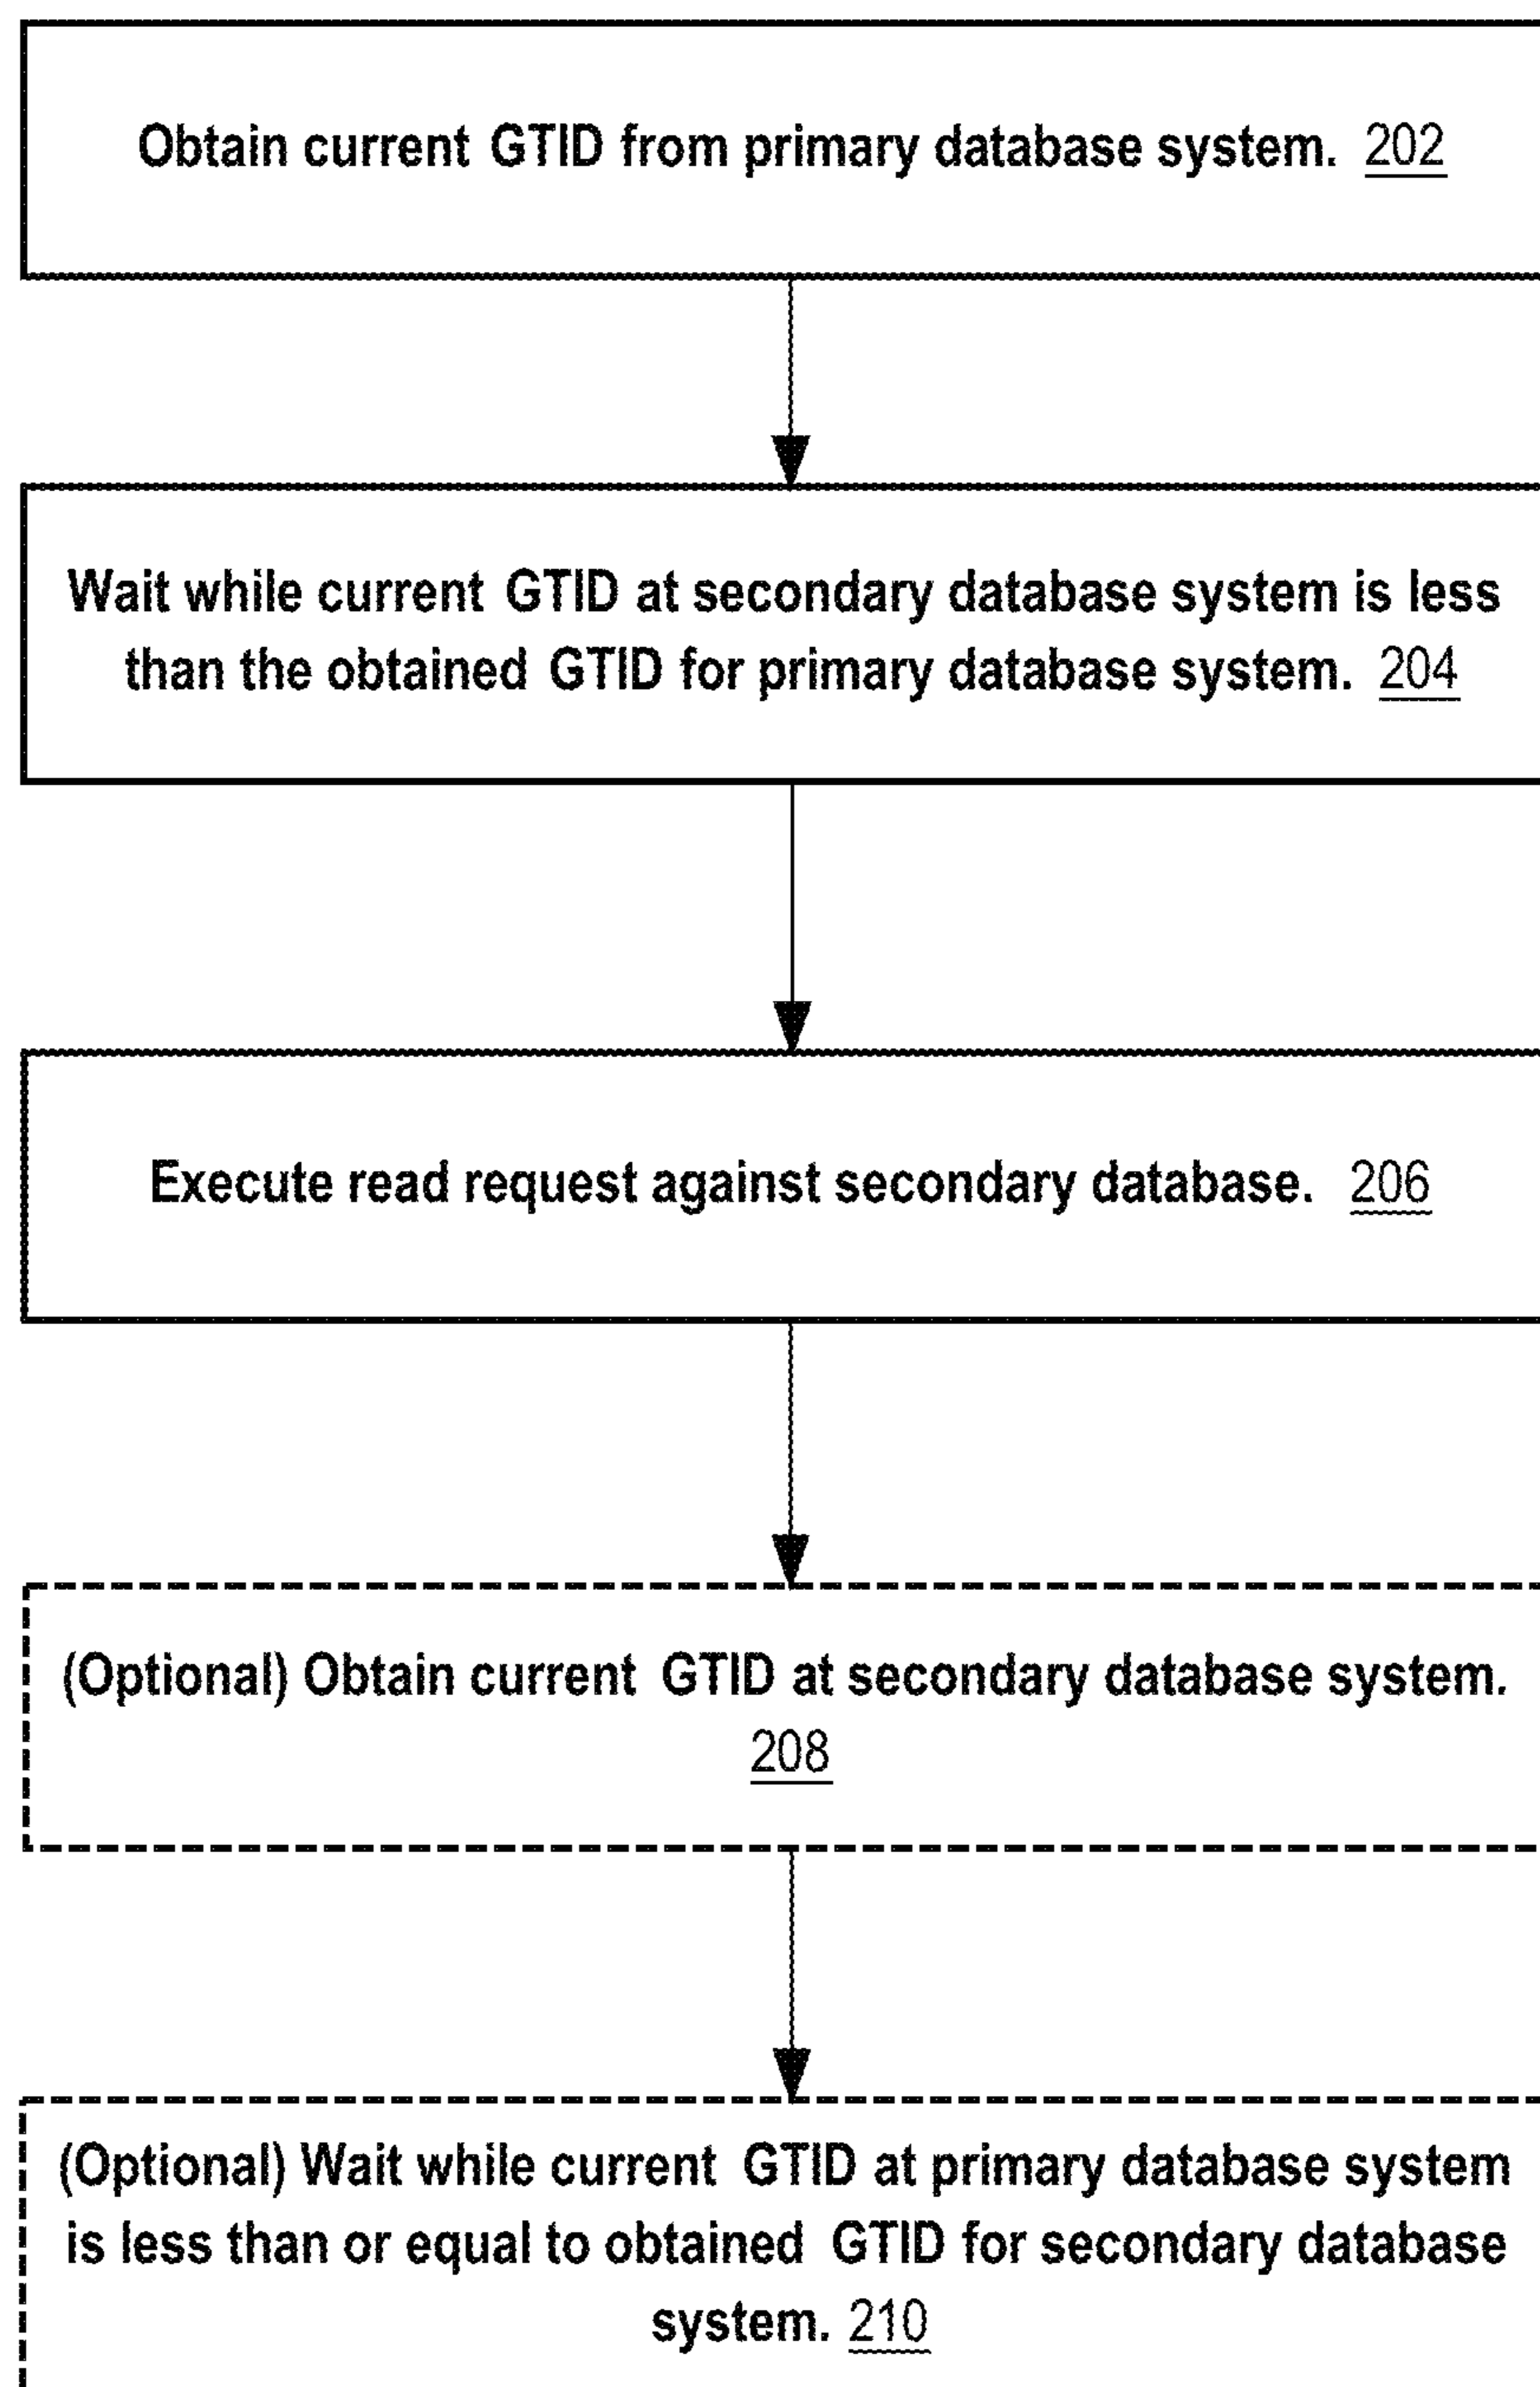 Obtain current GTID from primary database system. 202
Wait while current GTID at secondary database system is less
than the obtained GTID for primary database system. 204
Execute read request against secondary database. 206
(Optional) Obtain current GTID at secondary database system.
208
(Optional) Wait while current GTID at primary database system
is less than or equal to obtained GTID for secondary database
system. 210